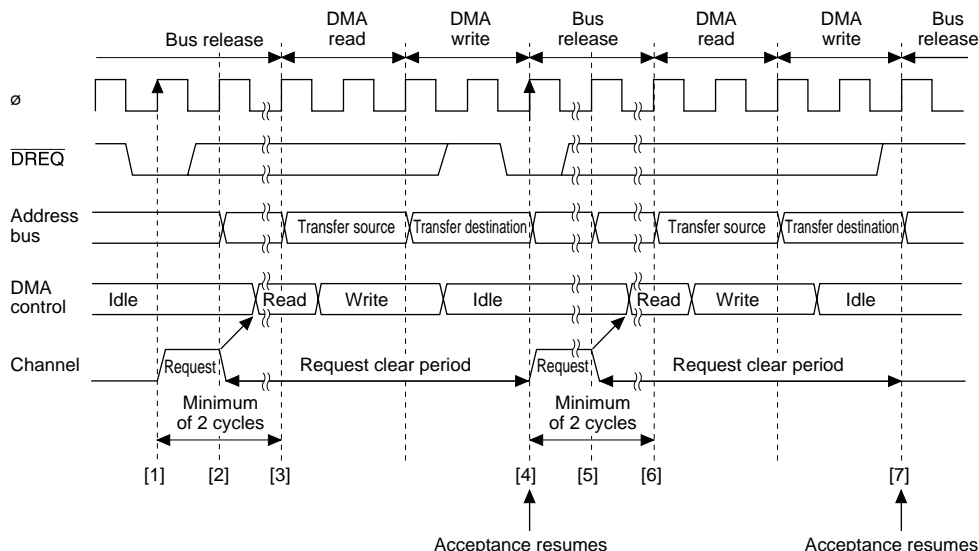 Bus release
DMA
read
DMA
write
Bus
release
DMA
read
DMA
write
Bus
release
ø
DREQ
Address
bus
Transfer source
Transfer destination
Transfer source
Transfer destination
DMA
control
Idle
Read
Write
Idle
Read
Write
Idle
Channel
Request
Request clear period
Request
Request clear period
Minimum
of 2 cycles
Minimum
of 2 cycles
[1]
[2]
[3]
[4]
[5]
[6]
[7]
Acceptance resumes
Acceptance resumes